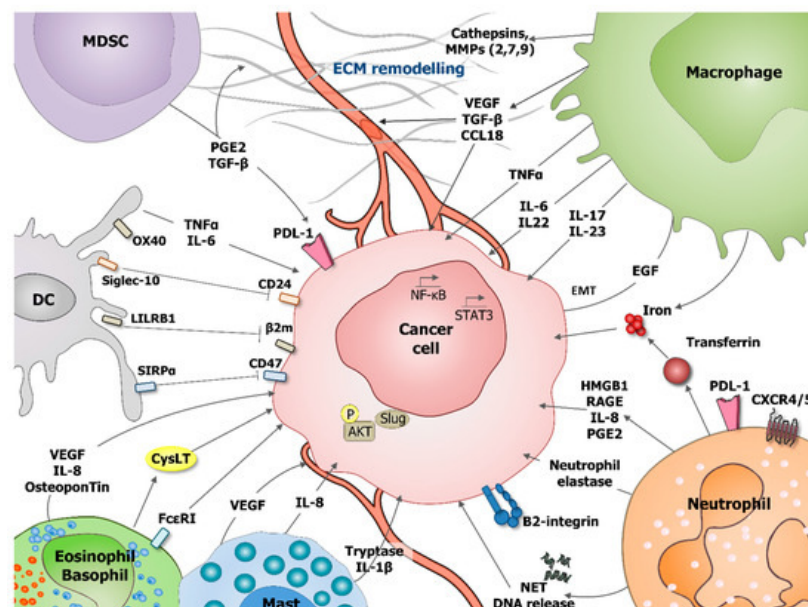 MDSC
ECM remodelling
Cathepsins,
MMPs (2,7,9)
Macrophage
VEGF
TGF-β
CCL18
PGE2
TGF-β
TNFα
IL-6
IL22
IL-17
IL-23
TNFα
IL-6
OX40
PDL-1
Siglec-10
CD24
DC
LILRB1
β2m
SIRPα
CD47
NF-κB
STAT3
Cancer
cell
EMT
EGF
Iron
Transferrin
P
AKT
Slug
HMGB1
RAGE
IL-8
PGE2
PDL-1
CXCR4/5
VEGF
IL-8
OsteoponTin
CysLT
FcεRI
VEGF
IL-8
Neutrophil
elastase
Neutrophil
B2-integrin
Eosinophil
Basophil
Tryptase
IL-1β
Mast
NET
DNA release